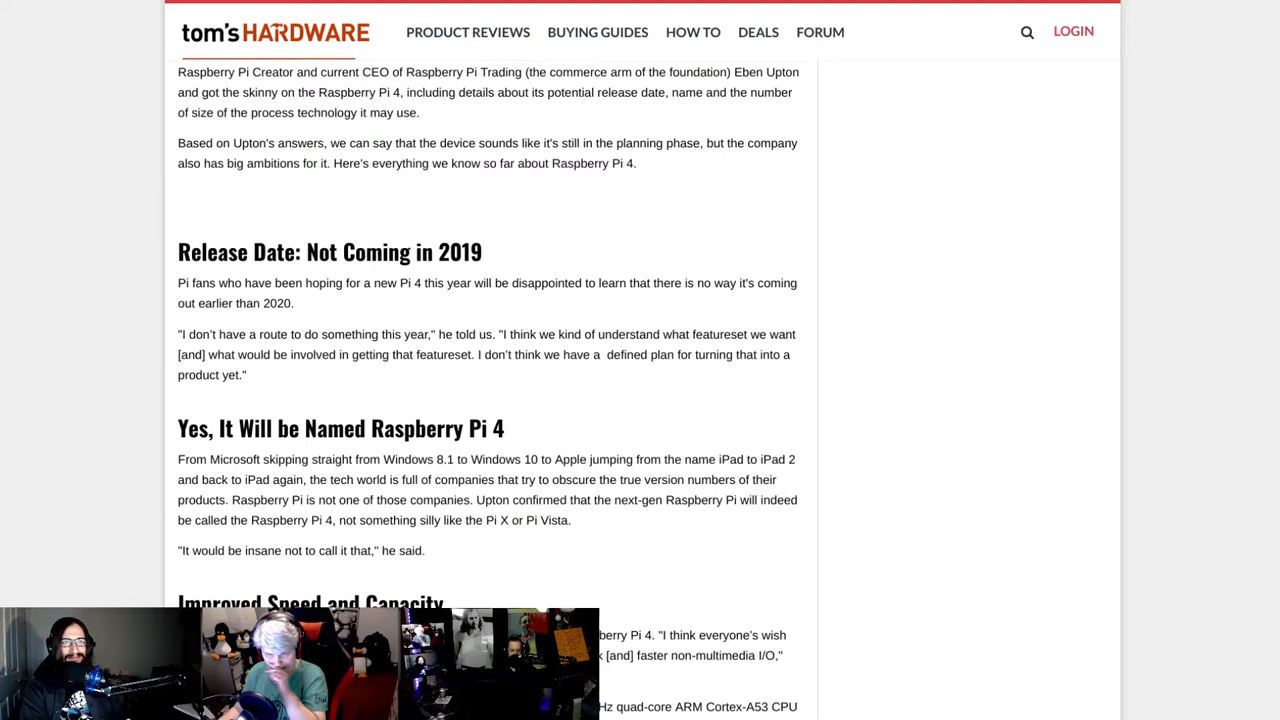 tom's HARDWARE
PRODUCT REVIEWS BUYING GUIDES HOW TO DEALS FORUM LOGIN
Raspberry Pi Creator and current CEO of Raspberry Pi Trading (the commerce arm of the foundation) Eben Upton
and got the skinny on the Raspberry Pi 4, including details about its potential release date, name and the number
of size of the process technology it may use.
Based on Upton's answers, we can say that the device sounds like it's still in the planning phase, but the company
also has big ambitions for it. Here's everything we know so far about Raspberry Pi 4.
Release Date: Not Coming in 2019
Pi fans who have been hoping for a new Pi 4 this year will be disappointed to learn that there is no way it's coming
out earlier than 2020.
"I don't have a route to do something this year," he told us. "I think we kind of understand what featureset we want
[and] what would be involved in getting that featureset. I don't think we have a defined plan for turning that into a
product yet."
Yes, It Will be Named Raspberry Pi 4
From Microsoft skipping straight from Windows 8.1 to Windows 10 to Apple jumping from the name iPad to iPad 2
and back to iPad again, the tech world is full of companies that try to obscure the true version numbers of their
products. Raspberry Pi is not one of those companies. Upton confirmed that the next-gen Raspberry Pi will indeed
be called the Raspberry Pi 4, not something silly like the Pi X or Pi Vista.
"It would be insane not to call it that," he said.
Improved Speed and Capacity
berry Pi 4. "I think everyone's wish
[and] faster non-multimedia I/O,"
Hz quad-core ARM Cortex-A53 CPU